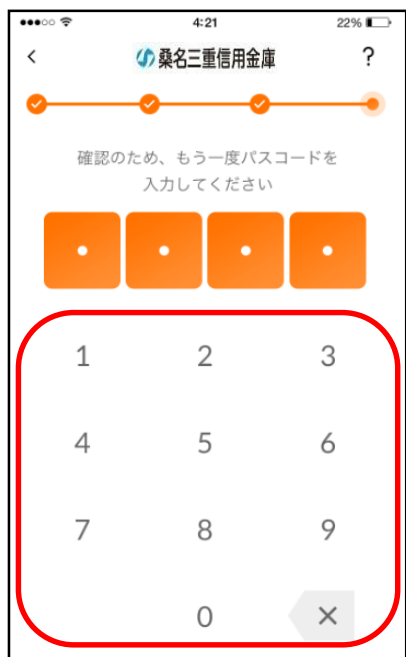 4:21
22%
桑名三重信用金庫
?
確認のため、もう一度パスコードを
入力してください
1 2 3
4 5 6
7 8 9
0